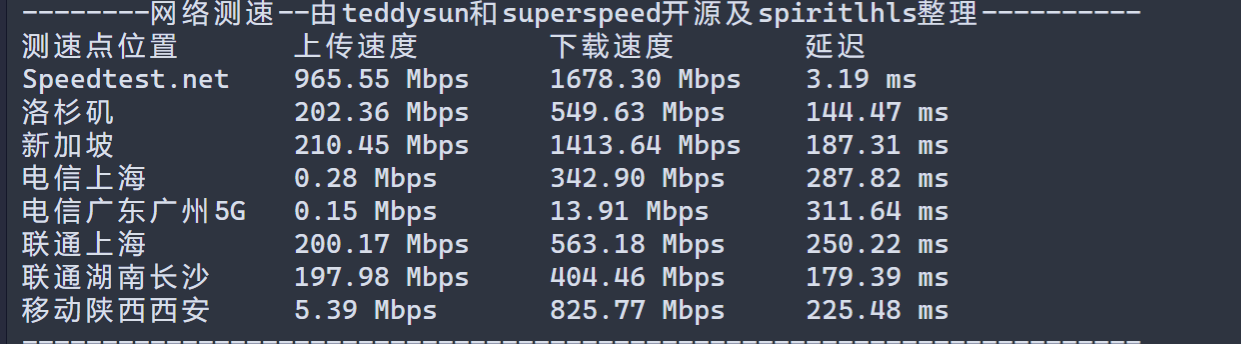 --------网络测速--由teddysun和superspeed开源及spiritlhls整理----------
测速点位置 上传速度 下载速度 延迟
Speedtest.net 965.55 Mbps 1678.30 Mbps 3.19 ms
洛杉矶 202.36 Mbps 549.63 Mbps 144.47 ms
新加坡 210.45 Mbps 1413.64 Mbps 187.31 ms
电信上海 0.28 Mbps 342.90 Mbps 287.82 ms
电信广东广州5G 0.15 Mbps 13.91 Mbps 311.64 ms
联通上海 200.17 Mbps 563.18 Mbps 250.22 ms
联通湖南长沙 197.98 Mbps 404.46 Mbps 179.39 ms
移动陕西西安 5.39 Mbps 825.77 Mbps 225.48 ms
----------------------------------------------------------------------